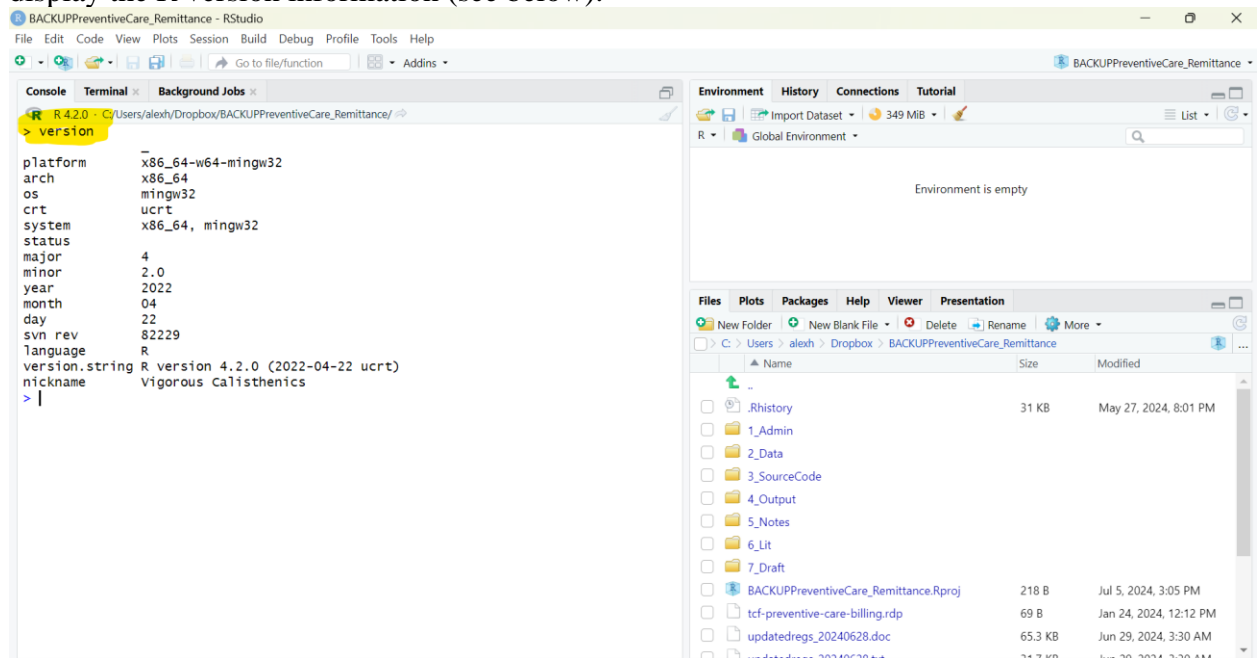 display the R version information (see below).
BACKUPPreventiveCare_Remittance - RStudio
File Edit Code View Plots Session Build Debug Profile Tools Help
Go to file/function Addins
BACKUPPreventiveCare_Remittance
Console Terminal Background Jobs
R 4.2.0 · C:/Users/alexh/Dropbox/BACKUPPreventiveCare_Remittance/
> version
_
platform x86_64-w64-mingw32
arch x86_64
os mingw32
crt ucrt
system x86_64, mingw32
status
major 4
minor 2.0
year 2022
month 04
day 22
svn rev 82229
language R
version.string R version 4.2.0 (2022-04-22 ucrt)
nickname Vigorous Calisthenics
>
Environment History Connections Tutorial
Import Dataset 349 MiB List
R Global Environment
Environment is empty
Files Plots Packages Help Viewer Presentation
New Folder New Blank File Delete Rename More
C: > Users > alexh > Dropbox > BACKUPPreventiveCare_Remittance ...
Name Size Modified
..
.Rhistory 31 KB May 27, 2024, 8:01 PM
1_Admin
2_Data
3_SourceCode
4_Output
5_Notes
6_Lit
7_Draft
BACKUPPreventiveCare_Remittance.Rproj 218 B Jul 5, 2024, 3:05 PM
tcf-preventive-care-billing.rdp 69 B Jan 24, 2024, 12:12 PM
updatedregs_20240628.doc 65.3 KB Jun 29, 2024, 3:30 AM